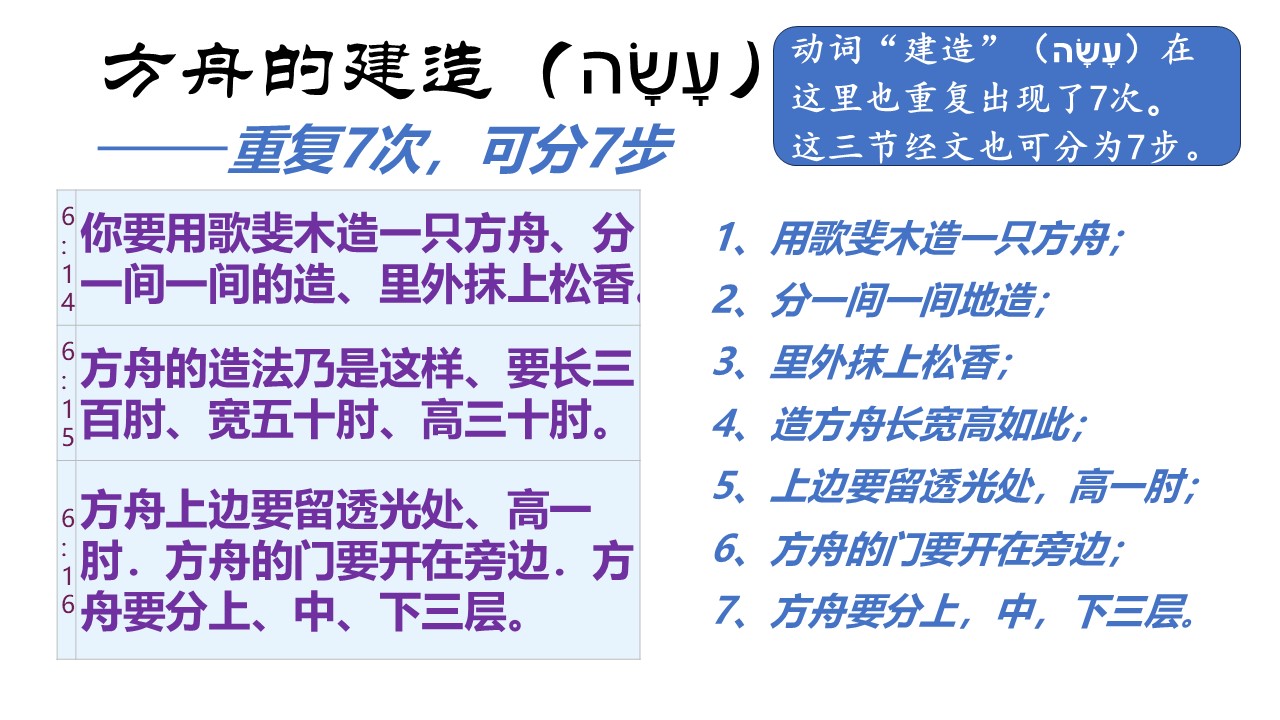 方舟的建造（עָשָׂה）
——重复7次，可分7步
动词“建造”（עָשָׂה）在
这里也重复出现了7次。
这三节经文也可分为7步。
6:14
你要用歌斐木造一只方舟、分
一间一间的造、里外抹上松香.
6:15
方舟的造法乃是这样、要长三
百肘、宽五十肘、高三十肘。
6:16
方舟上边要留透光处、高一
肘．方舟的门要开在旁边．方
舟要分上、中、下三层。
1、用歌斐木造一只方舟；
2、分一间一间地造；
3、里外抹上松香；
4、造方舟长宽高如此；
5、上边要留透光处，高一肘；
6、方舟的门要开在旁边；
7、方舟要分上，中，下三层。